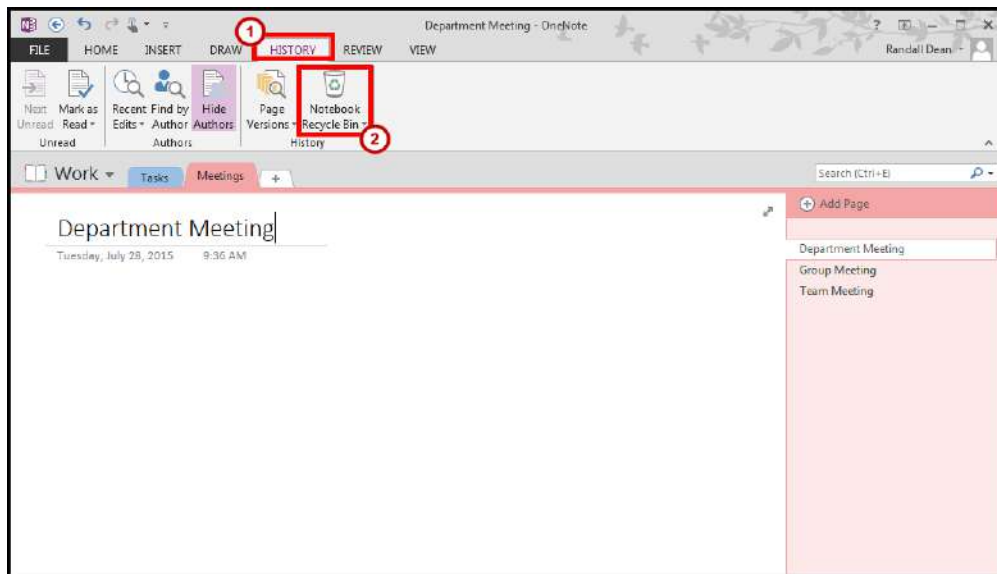 Department Meeting - OneNote
?
1
FILE HOME INSERT DRAW HISTORY REVIEW VIEW
Randall Dean
Next Unread
Mark as Read
Recent Edits
Find by Author
Hide Authors
Page Versions
Notebook Recycle Bin
2
Unread Authors History
Work Tasks Meetings +
Search (Ctrl+E)
Add Page
Department Meeting
Tuesday, July 28, 2015 9:36 AM
Department Meeting
Group Meeting
Team Meeting